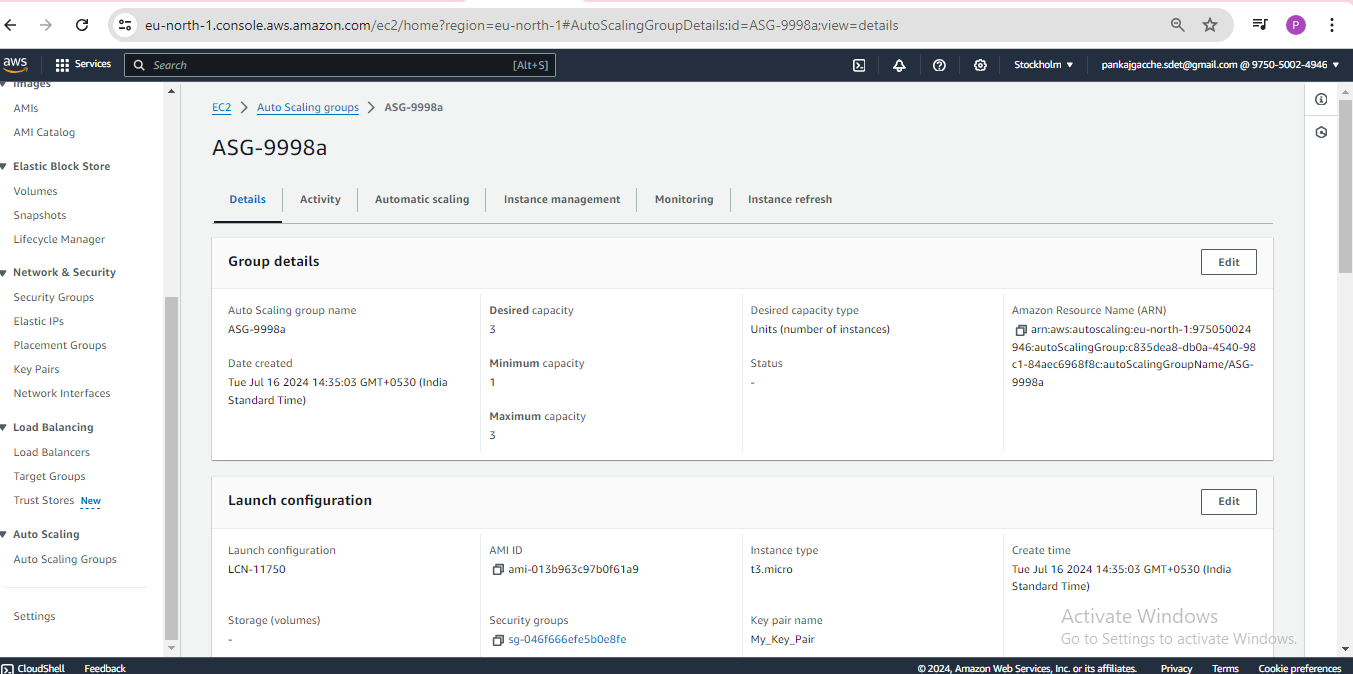 eu-north-1.console.aws.amazon.com/ec2/home?region=eu-north-1#AutoScalingGroupDetails:id=ASG-9998a;view=details
P
aws
Services
Search
[Alt+S]
Stockholm
pankajgacche.sdet@gmail.com @ 9750-5002-4946
Images
AMIs
AMI Catalog
Elastic Block Store
Volumes
Snapshots
Lifecycle Manager
Network & Security
Security Groups
Elastic IPs
Placement Groups
Key Pairs
Network Interfaces
Load Balancing
Load Balancers
Target Groups
Trust Stores New
Auto Scaling
Auto Scaling Groups
Settings
EC2 > Auto Scaling groups > ASG-9998a
ASG-9998a
Details
Activity
Automatic scaling
Instance management
Monitoring
Instance refresh
Group details
Edit
Auto Scaling group name
ASG-9998a
Date created
Tue Jul 16 2024 14:35:03 GMT+0530 (India
Standard Time)
Desired capacity
3
Minimum capacity
1
Maximum capacity
3
Desired capacity type
Units (number of instances)
Status
-
Amazon Resource Name (ARN)
arn:aws:autoscaling:eu-north-1:975050024
946:autoScalingGroup:c835dea8-db0a-4540-98
c1-84aec6968f8c:autoScalingGroupName/ASG-
9998a
Launch configuration
Edit
Launch configuration
LCN-11750
Storage (volumes)
-
AMI ID
ami-013b963c97b0f61a9
Security groups
sg-046f666efe5b0e8fe
Instance type
t3.micro
Key pair name
My_Key_Pair
Create time
Tue Jul 16 2024 14:35:03 GMT+0530 (India
Standard Time)
Activate Windows
Go to Settings to activate Windows.
CloudShell
Feedback
© 2024, Amazon Web Services, Inc. or its affiliates.
Privacy
Terms
Cookie preferences